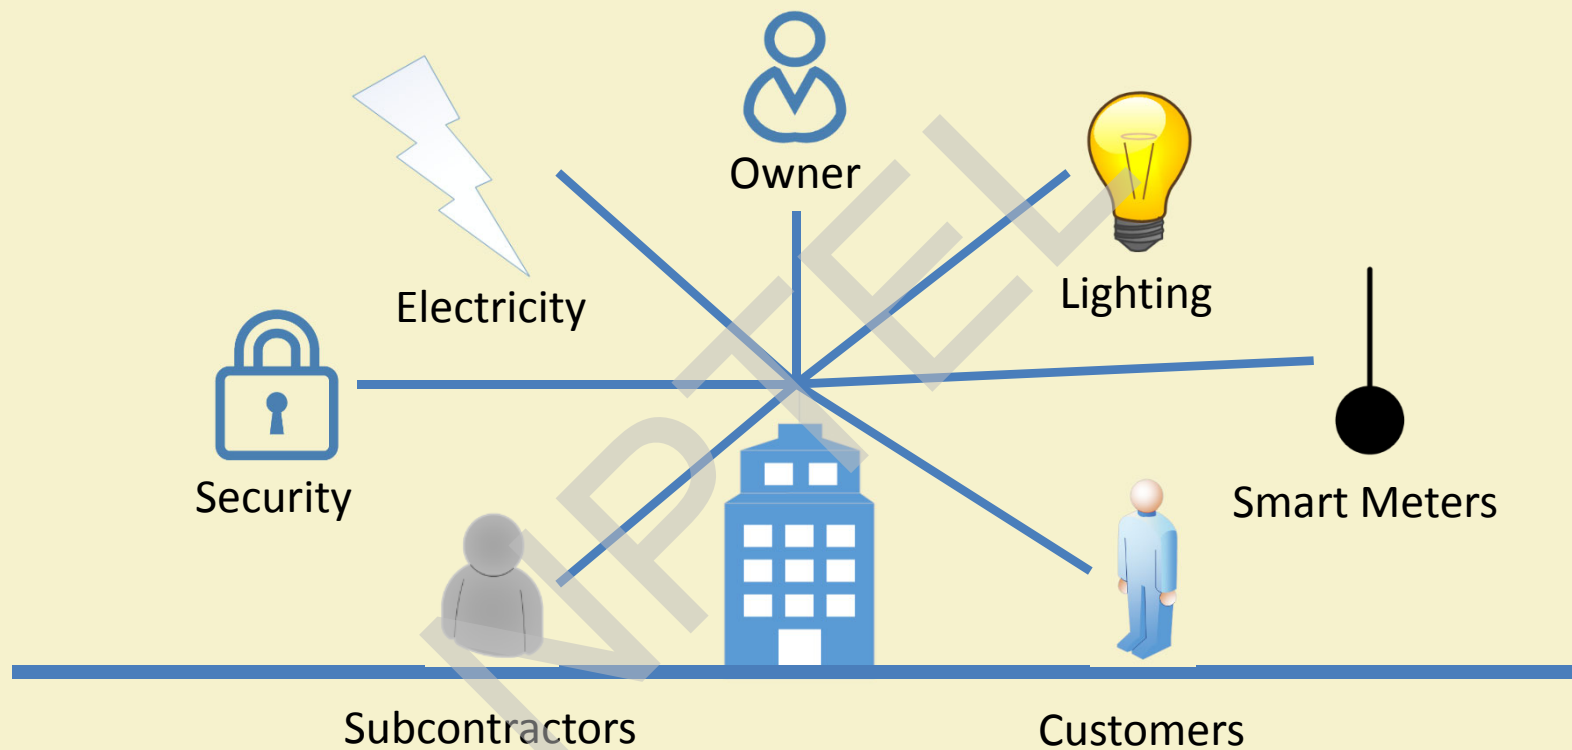 Owner
Electricity
Lighting
Security
Smart Meters
Subcontractors
Customers
NPTEL